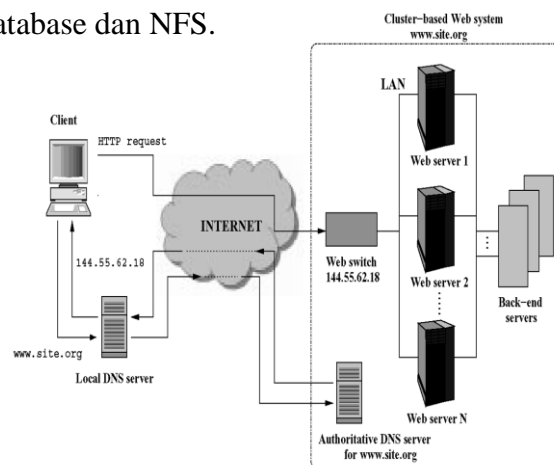 atabase dan NFS.
Cluster-based Web system
www.site.org
LAN
Client
HTTP request
Web server 1
INTERNET
Web switch
144.55.62.18
144.55.62.18
Web server 2
Back-end
servers
www.site.org
Local DNS server
Web server N
Authoritative DNS server
for www.site.org